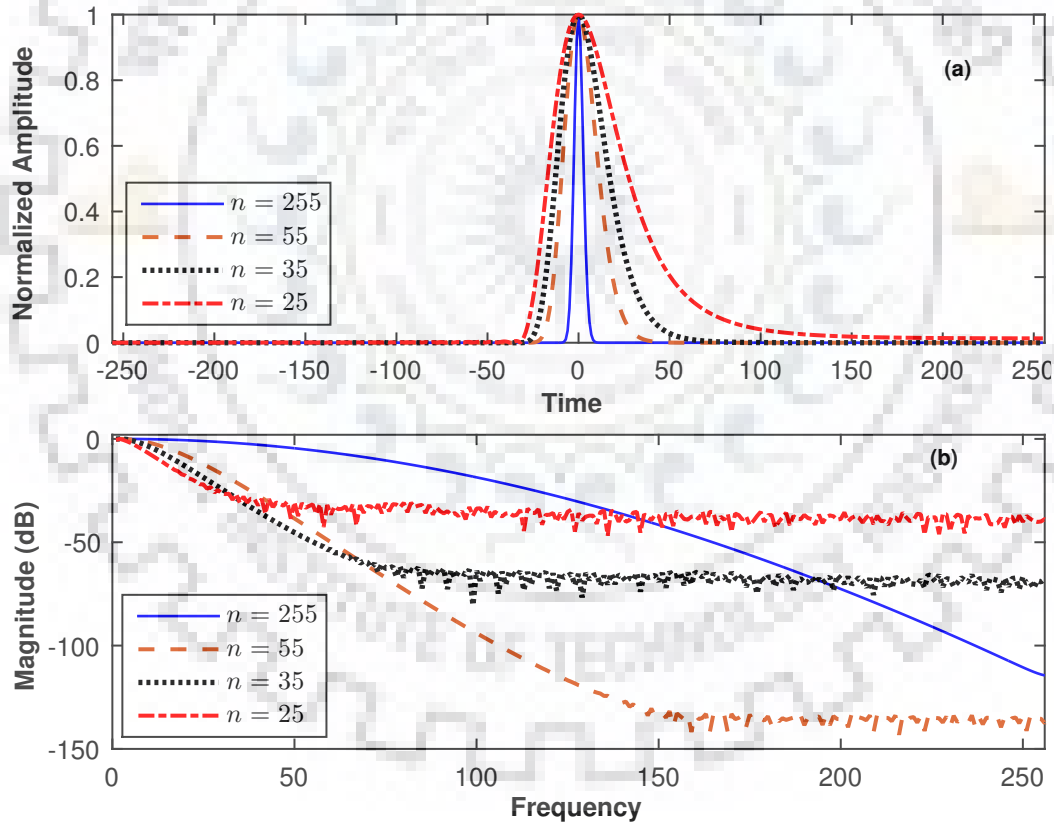 (a)
Normalized Amplitude
1
0.8
0.6
0.4
0.2
0
n = 255
n = 55
n = 35
n = 25
-250 -200 -150 -100 -50 0 50 100 150 200 250
Time
(b)
Magnitude (dB)
0
-50
-100
-150
n = 255
n = 55
n = 35
n = 25
0 50 100 150 200 250
Frequency